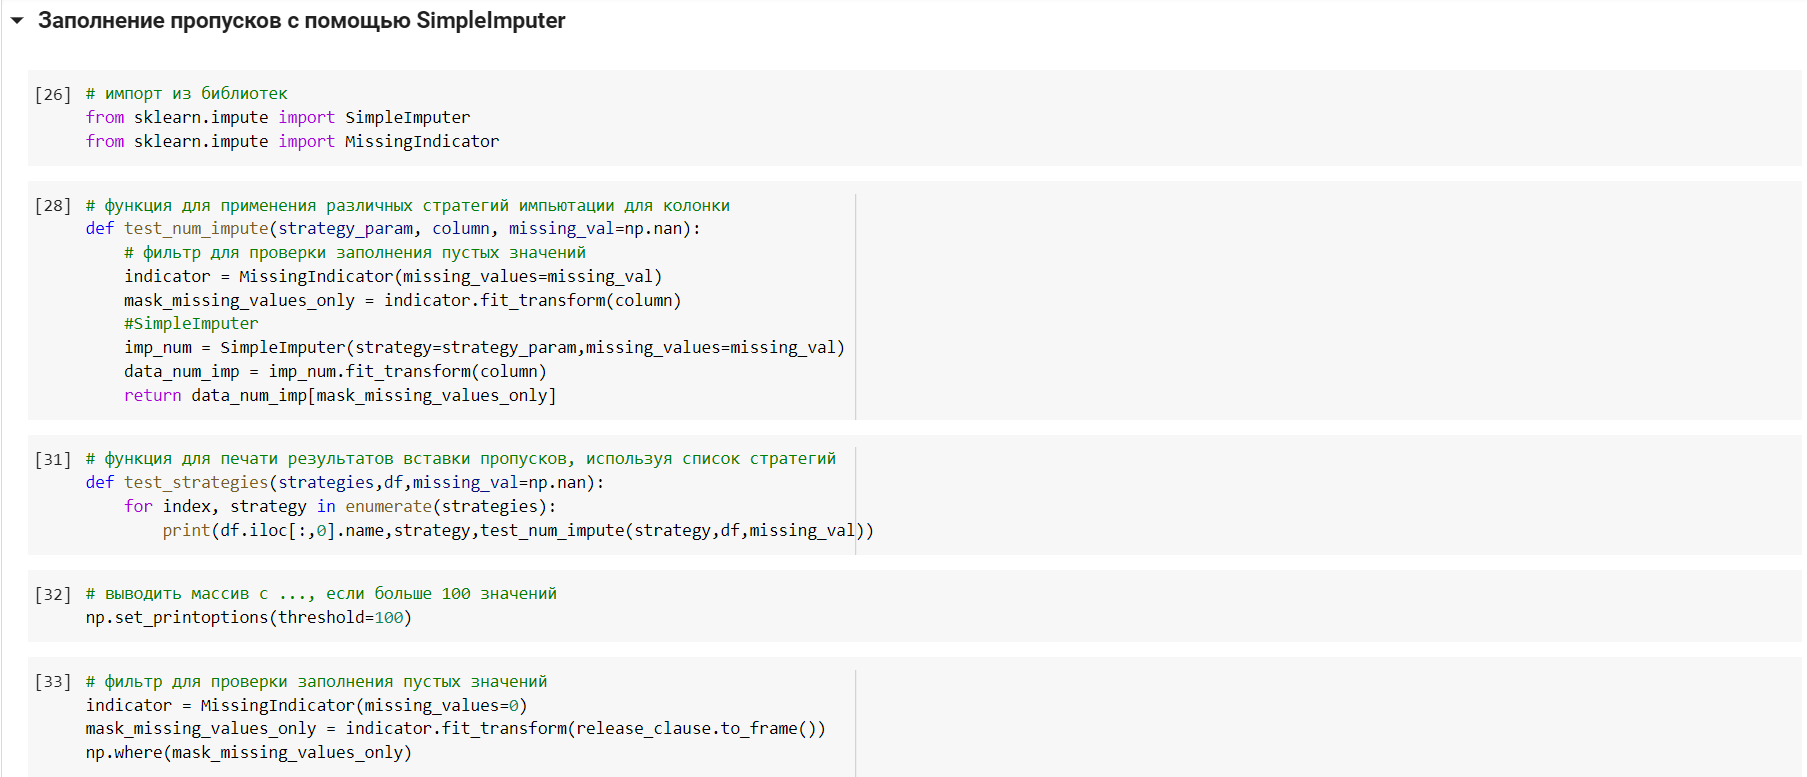 Заполнение пропусков с помощью SimpleImputer
[26] # импорт из библиотек
from sklearn.impute import SimpleImputer
from sklearn.impute import MissingIndicator
[28] # функция для применения различных стратегий импьютации для колонки
def test_num_impute(strategy_param, column, missing_val=np.nan):
    # фильтр для проверки заполнения пустых значений
    indicator = MissingIndicator(missing_values=missing_val)
    mask_missing_values_only = indicator.fit_transform(column)
    #SimpleImputer
    imp_num = SimpleImputer(strategy=strategy_param,missing_values=missing_val)
    data_num_imp = imp_num.fit_transform(column)
    return data_num_imp[mask_missing_values_only]
[31] # функция для печати результатов вставки пропусков, используя список стратегий
def test_strategies(strategies,df,missing_val=np.nan):
    for index, strategy in enumerate(strategies):
        print(df.iloc[:,0].name,strategy,test_num_impute(strategy,df,missing_val))
[32] # выводить массив с ..., если больше 100 значений
np.set_printoptions(threshold=100)
[33] # фильтр для проверки заполнения пустых значений
indicator = MissingIndicator(missing_values=0)
mask_missing_values_only = indicator.fit_transform(release_clause.to_frame())
np.where(mask_missing_values_only)